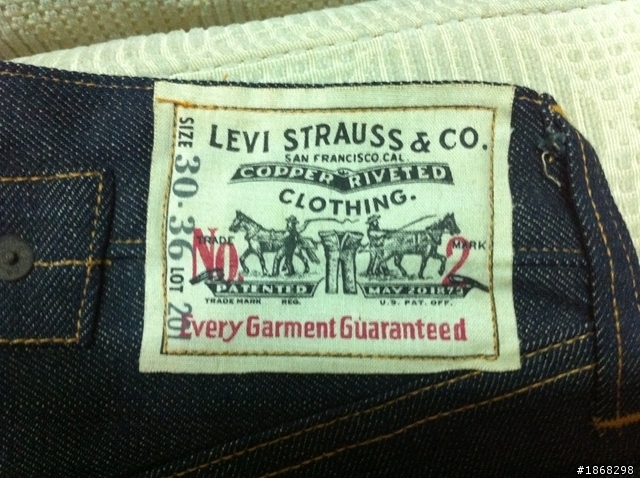 LEVI STRAUSS & CO.
SAN FRANCISCO.CAL.
COPPER RIVETED
CLOTHING.
TRADE MARK
No. 2
PATENTED MAY 20 1873
TRADE MARK REG. U.S. PAT. OFF.
Every Garment Guaranteed
SIZE 30-36 LOT 201
#1868298